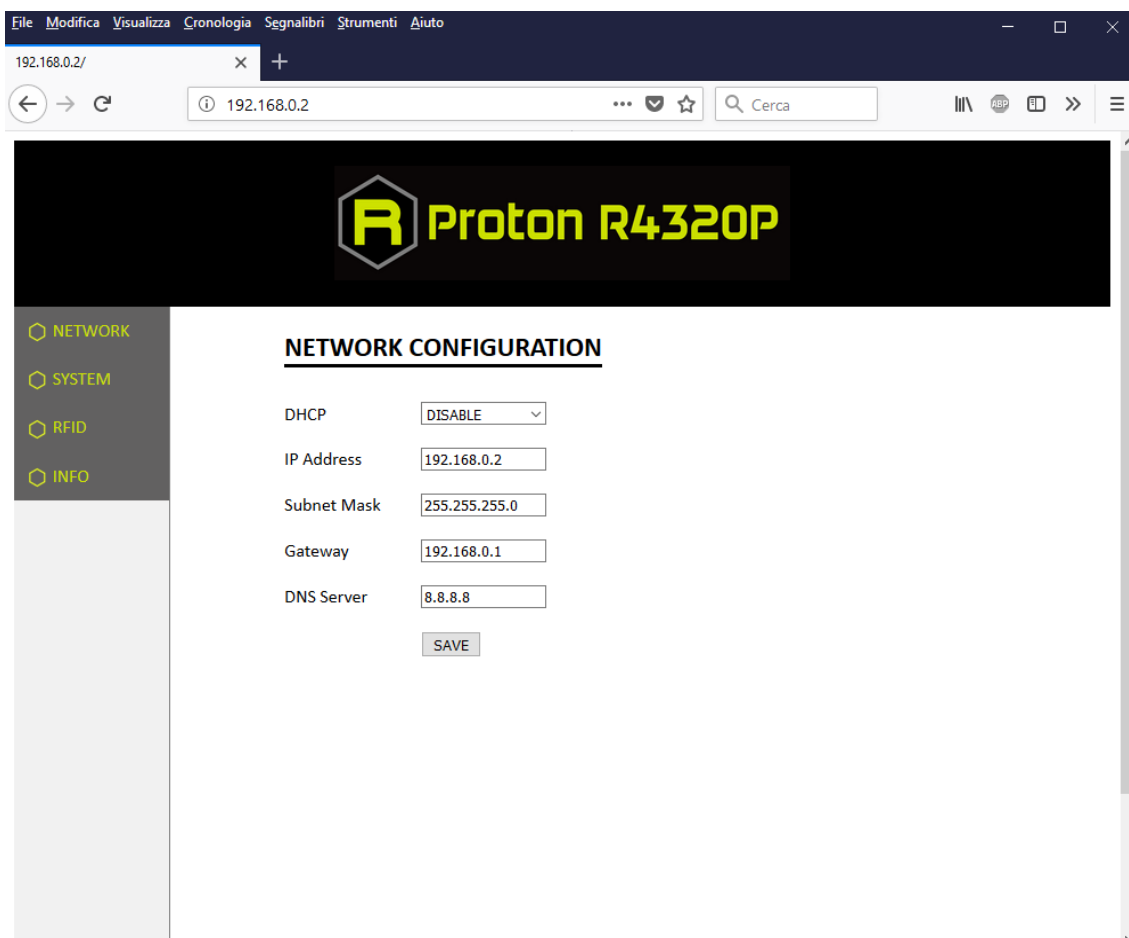 File Modifica Visualizza Cronologia Segnalibri Strumenti Aiuto
192.168.0.2/
192.168.0.2
Cerca
ABP
R Proton R4320P
NETWORK
SYSTEM
RFID
INFO
NETWORK CONFIGURATION
DHCP DISABLE
IP Address 192.168.0.2
Subnet Mask 255.255.255.0
Gateway 192.168.0.1
DNS Server 8.8.8.8
SAVE